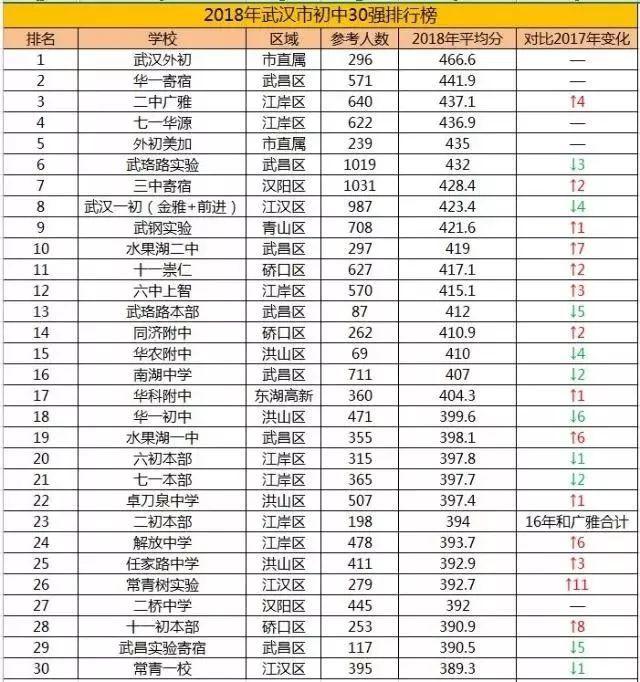 2018年武汉市初中30强排行榜
排名 学校 区域 参考人数 2018年平均分 对比2017年变化
1 武汉外初 市直属 296 466.6 —
2 华一寄宿 武昌区 571 441.9 —
3 二中广雅 江岸区 640 437.1 ↑4
4 七一华源 江岸区 622 436.9 —
5 外初美加 市直属 239 435 —
6 武珞路实验 武昌区 1019 432 ↓3
7 三中寄宿 汉阳区 1031 428.4 ↑2
8 武汉一初（金雅+前进） 江汉区 987 423.4 ↓4
9 武钢实验 青山区 708 421.6 ↑1
10 水果湖二中 武昌区 297 419 ↑7
11 十一崇仁 硚口区 627 417.1 ↑2
12 六中上智 江岸区 570 415.1 ↑3
13 武珞路本部 武昌区 87 412 ↓5
14 同济附中 硚口区 262 410.9 ↑2
15 华农附中 洪山区 69 410 ↓4
16 南湖中学 武昌区 711 407 ↓2
17 华科附中 东湖高新 360 404.3 ↑1
18 华一初中 洪山区 471 399.6 ↓6
19 水果湖一中 武昌区 355 398.1 ↑6
20 六初本部 江岸区 315 397.8 ↓1
21 七一本部 江岸区 365 397.7 ↓2
22 卓刀泉中学 洪山区 507 397.4 ↑1
23 二初本部 江岸区 198 394 16年和广雅合计
24 解放中学 江岸区 478 393.7 ↑6
25 任家路中学 洪山区 411 392.9 ↑3
26 常青树实验 江汉区 279 392.7 ↑11
27 二桥中学 汉阳区 445 392 —
28 十一初本部 硚口区 253 390.9 ↑8
29 武昌实验寄宿 武昌区 117 390.5 ↓5
30 常青一校 江汉区 395 389.3 ↓1